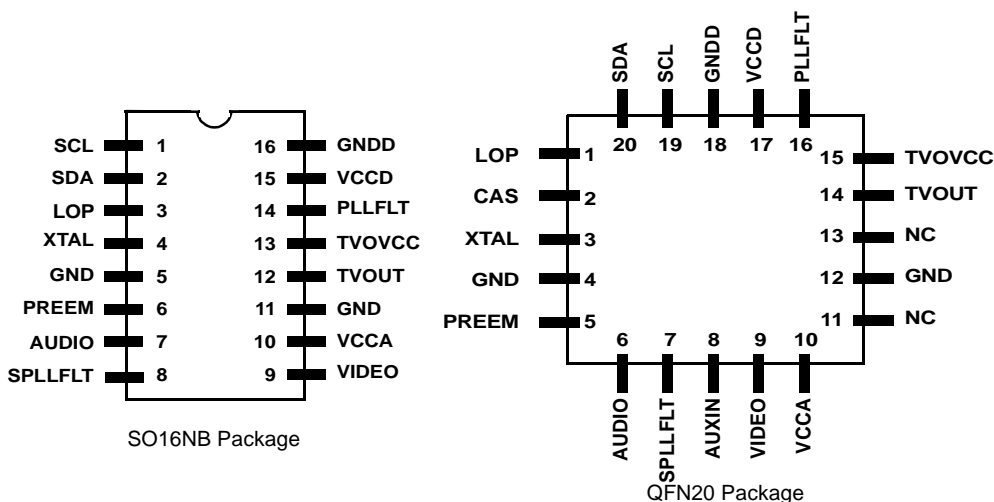 SCL 1 16 GNDD
SDA 2 15 VCCD
LOP 3 14 PLLFLT
XTAL 4 13 TVOVCC
GND 5 12 TVOUT
PREEM 6 11 GND
AUDIO 7 10 VCCA
SPLLFLT 8 9 VIDEO
SO16NB Package
SDA SCL GNDD VCCD PLLFLT
20 19 18 17 16
LOP 1 15 TVOVCC
CAS 2 14 TVOUT
XTAL 3 13 NC
GND 4 12 GND
PREEM 5 11 NC
6 7 8 9 10
AUDIO SPLLFLT AUXIN VIDEO VCCA
QFN20 Package